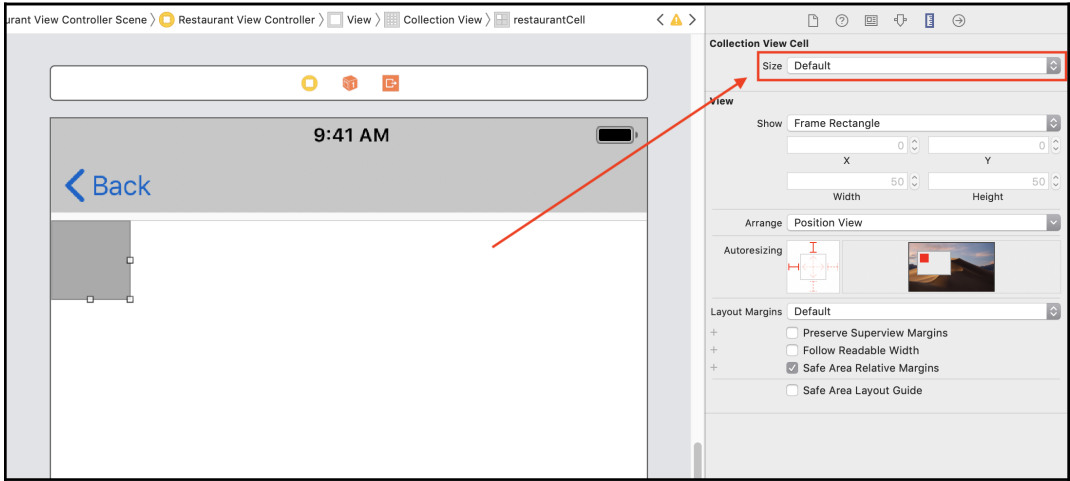 urant View Controller Scene 〉 Restaurant View Controller 〉 View 〉 Collection View 〉 restaurantCell
Collection View Cell
Size Default
View
Show Frame Rectangle
0 0
X Y
50 50
Width Height
Arrange Position View
Autoresizing
Layout Margins Default
+ Preserve Superview Margins
+ Follow Readable Width
+ Safe Area Relative Margins
Safe Area Layout Guide
9:41 AM
Back